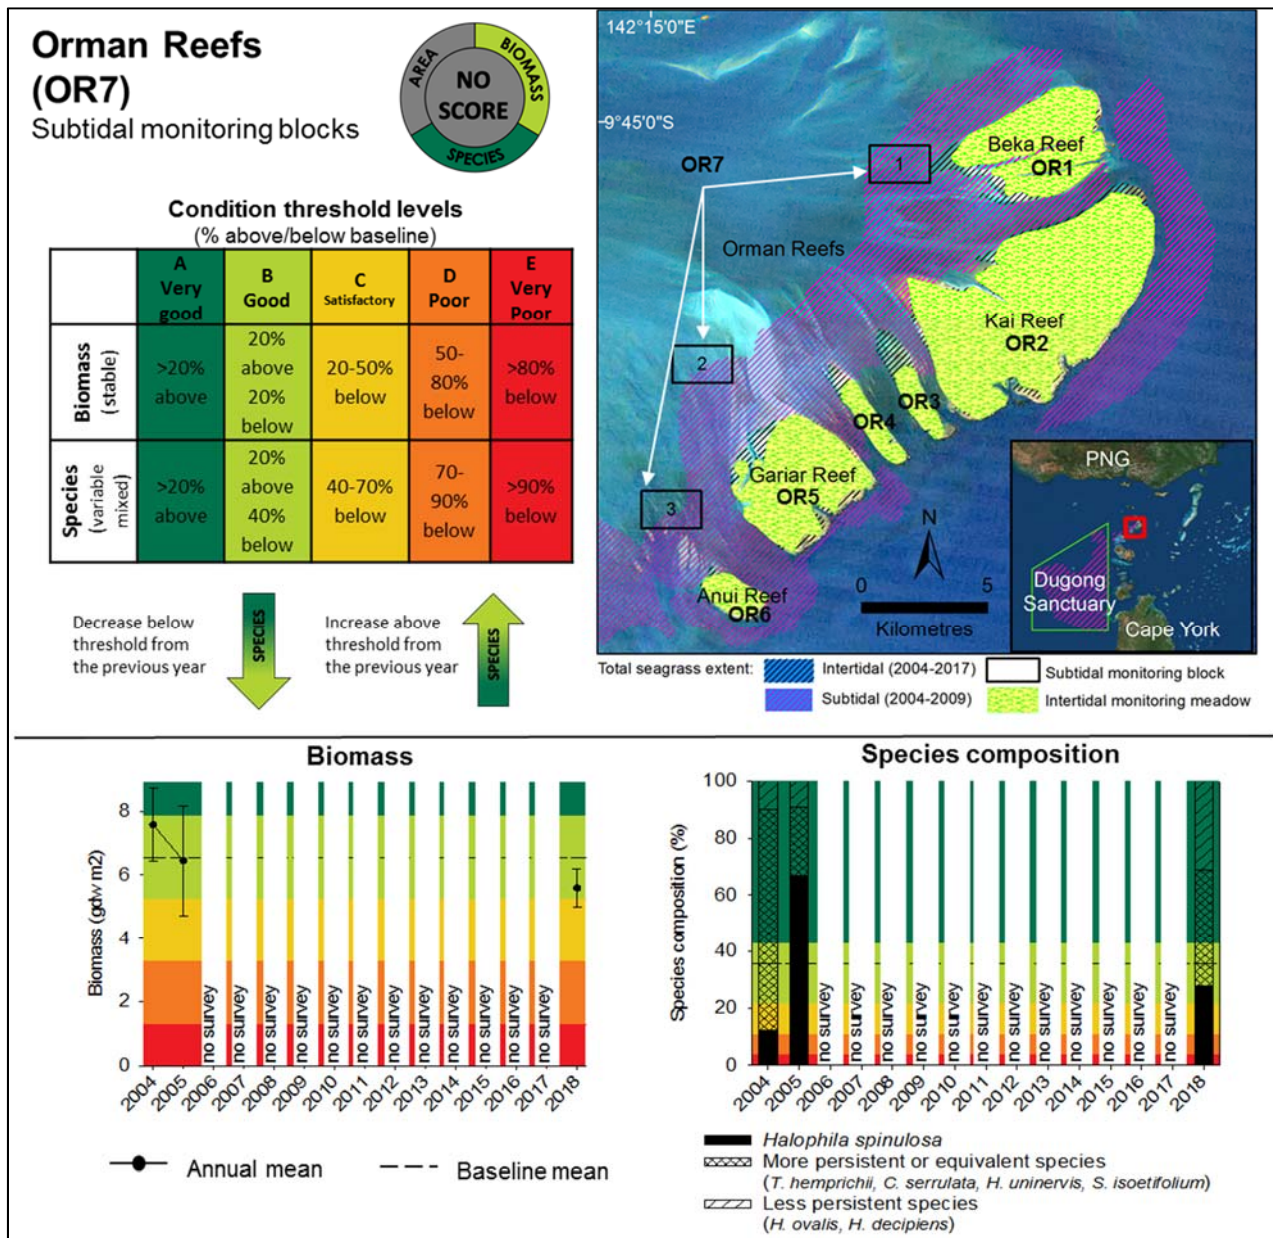 Orman Reefs
(OR7)
Subtidal monitoring blocks
AREA
BIOMASS
NO
SCORE
SPECIES
Condition threshold levels
(% above/below baseline)
A
Very
good
B
Good
C
Satisfactory
D
Poor
E
Very
Poor
Biomass
(stable)
>20%
above
20%
above
20%
below
20-50%
below
50-
80%
below
>80%
below
Species
(variable
mixed)
>20%
above
20%
above
40%
below
40-70%
below
70-
90%
below
>90%
below
Decrease below
threshold from
the previous year
SPECIES
Increase above
threshold from
the previous year
SPECIES
142°15'0"E
9°45'0"S
OR7
1
Beka Reef
OR1
Orman Reefs
Kai Reef
OR2
2
OR3
OR4
Gariar Reef
OR5
3
Anui Reef
OR6
N
0 5
Kilometres
PNG
Dugong
Sanctuary
Cape York
Total seagrass extent:
Intertidal (2004-2017)
Subtidal monitoring block
Subtidal (2004-2009)
Intertidal monitoring meadow
Biomass
Biomass (gdw m2)
8
6
4
2
0
no survey
no survey
no survey
no survey
no survey
no survey
no survey
no survey
no survey
no survey
no survey
no survey
2004
2005
2006
2007
2008
2009
2010
2011
2012
2013
2014
2015
2016
2017
2018
Annual mean
Baseline mean
Species composition
Species composition (%)
100
80
60
40
20
0
no survey
no survey
no survey
no survey
no survey
no survey
no survey
no survey
no survey
no survey
no survey
no survey
2004
2005
2006
2007
2008
2009
2010
2011
2012
2013
2014
2015
2016
2017
2018
Halophila spinulosa
More persistent or equivalent species
(T. hemprichii, C. serrulata, H. uninervis, S. isoetifolium)
Less persistent species
(H. ovalis, H. decipiens)